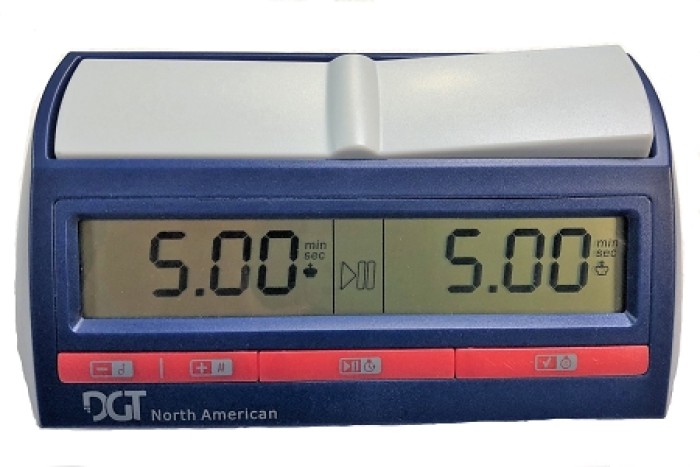 5.00 min sec 5.00 min sec
DGT North American